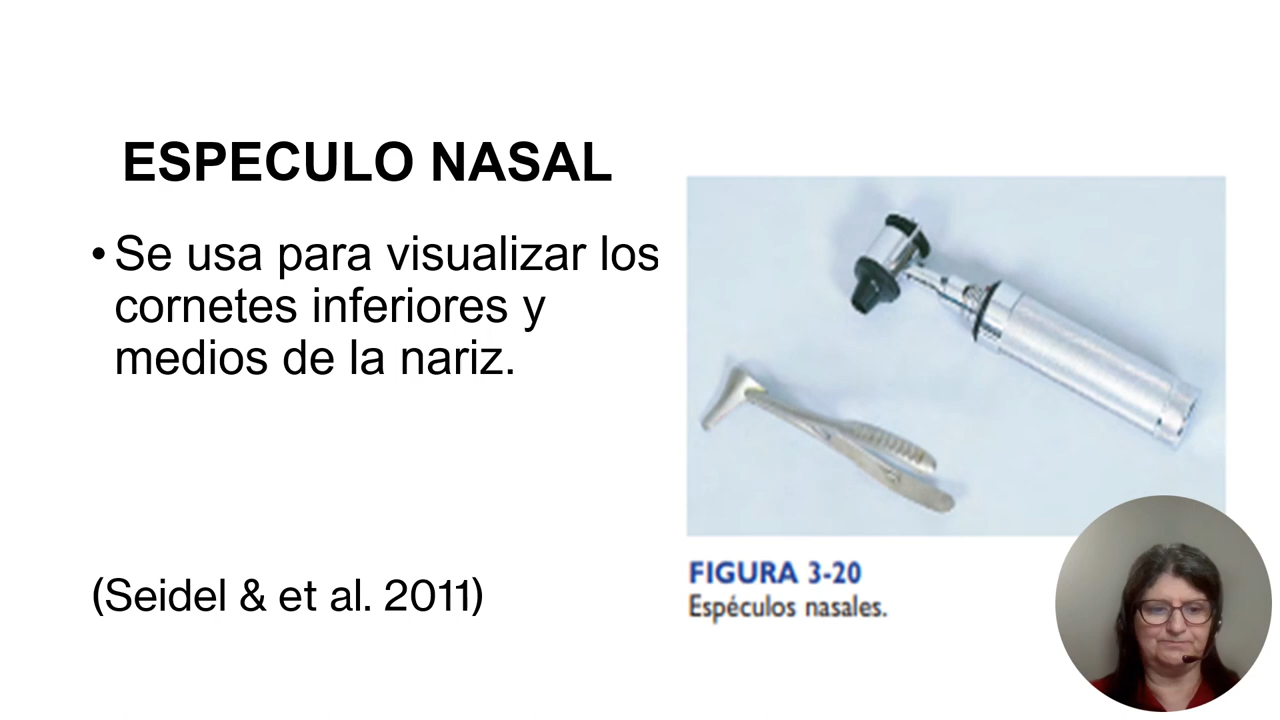 ESPECULO NASAL
• Se usa para visualizar los
cornetes inferiores y
medios de la nariz.
(Seidel & et al. 2011)
FIGURA 3-20
Espéculos nasales.